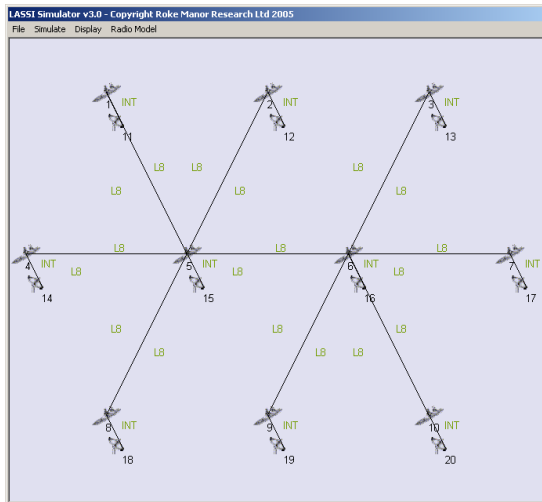 LASSI Simulator v3.0 - Copyright Roke Manor Research Ltd 2005
File Simulate Display Radio Model
1 INT 2 INT 3 INT
11 12 13
L8 L8 L8
L8 L8 L8
L8 L8 L8
4 INT 5 INT 6 INT 7 INT
L8 L8 L8
14 15 16 17
L8 L8 L8
L8 L8 L8
8 INT 9 INT 10 INT
18 19 20